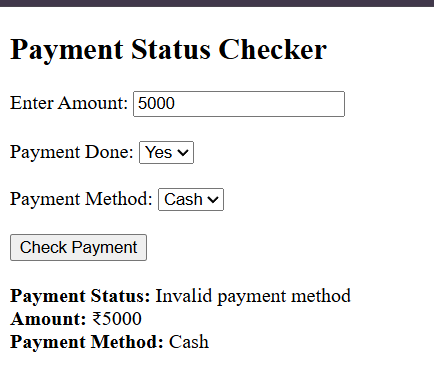 Payment Status Checker
Enter Amount: 5000
Payment Done: Yes
Payment Method: Cash
Check Payment
Payment Status: Invalid payment method
Amount: ₹5000
Payment Method: Cash